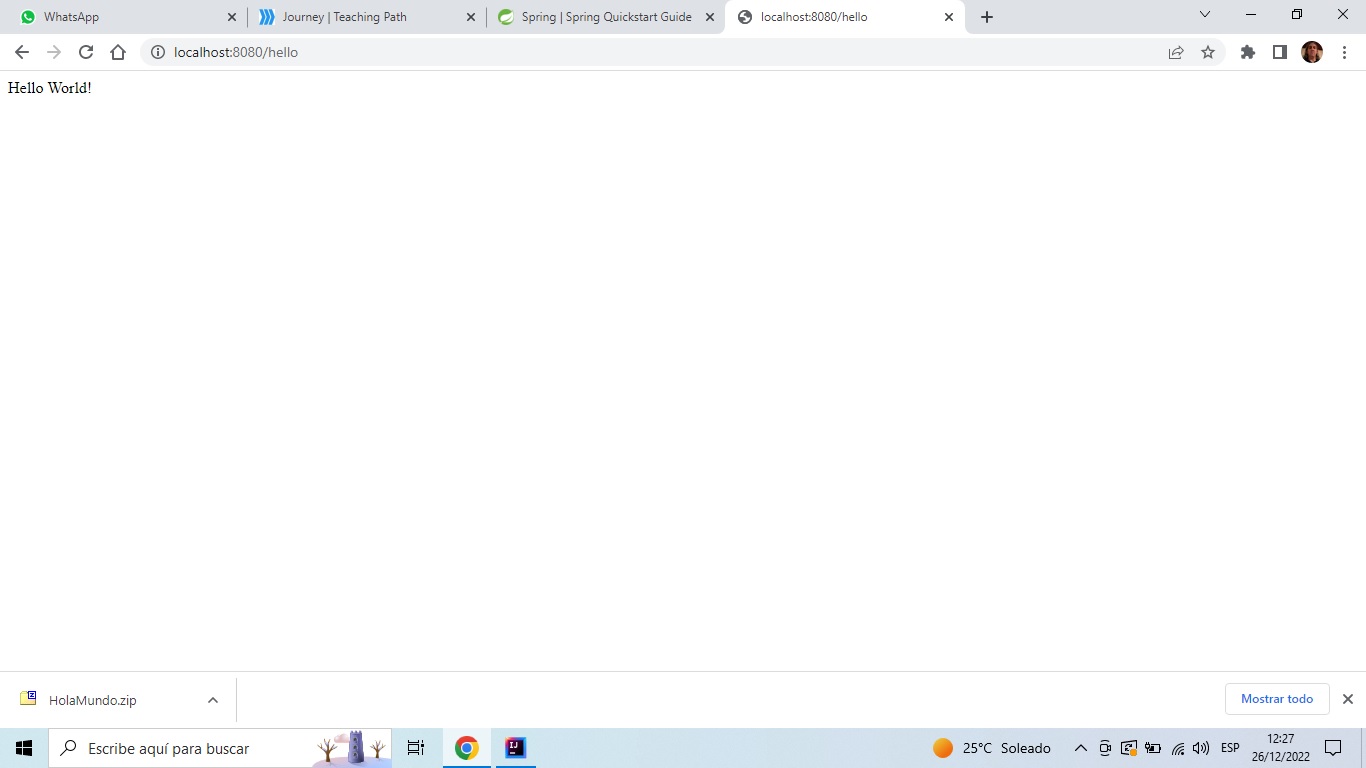 WhatsApp
Journey | Teaching Path
Spring | Spring Quickstart Guide
localhost:8080/hello
localhost:8080/hello
Hello World!
HolaMundo.zip
Mostrar todo
Escribe aquí para buscar
IJ
25°C Soleado
ESP
12:27
26/12/2022